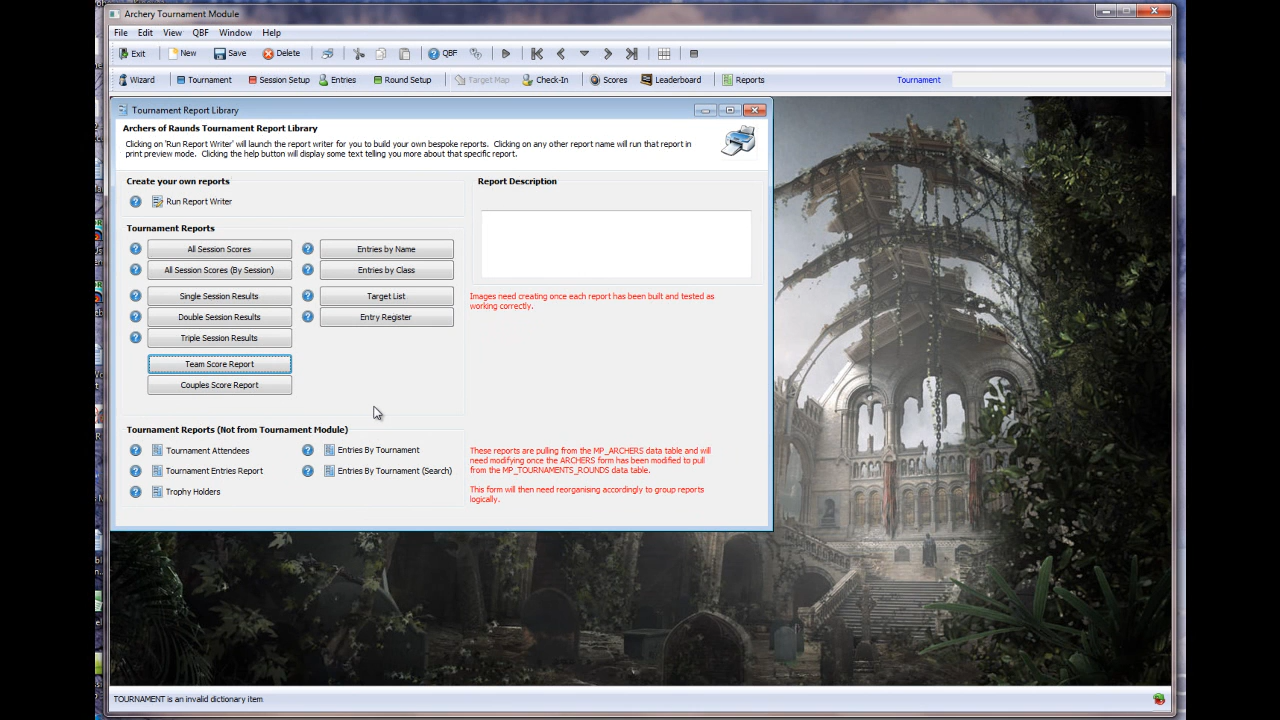 Archery Tournament Module
File Edit View QBF Window Help
Exit New Save Delete QBF
Wizard Tournament Session Setup Entries Round Setup Target Map Check-In Scores Leaderboard Reports Tournament
Tournament Report Library
Archers of Raunds Tournament Report Library
Clicking on 'Run Report Writer' will launch the report writer for you to build your own bespoke reports. Clicking on any other report name will run that report in
print preview mode. Clicking the help button will display some text telling you more about that specific report.
Create your own reports
Report Description
Run Report Writer
Tournament Reports
All Session Scores
Entries by Name
All Session Scores (By Session)
Entries by Class
Single Session Results
Target List
Images need creating once each report has been built and tested as
working correctly.
Double Session Results
Entry Register
Triple Session Results
Team Score Report
Couples Score Report
Tournament Reports (Not from Tournament Module)
Tournament Attendees
Entries By Tournament
Tournament Entries Report
Entries By Tournament (Search)
Trophy Holders
These reports are pulling from the MP_ARCHERS data table and will
need modifying once the ARCHERS form has been modified to pull
from the MP_TOURNAMENTS_ROUNDS data table.
This form will then need reorganising accordingly to group reports
logically.
TOURNAMENT is an invalid dictionary item